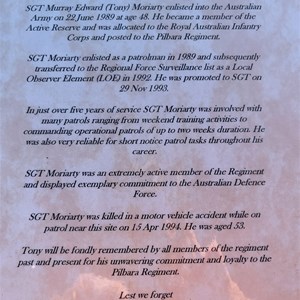 SGT Murray Edward (Tony) Moriarty enlisted into the Australian
Army on 22 June 1989 at age 48. He became a member of the
Active Reserve and was allocated to the Royal Australian Infantry
Corps and posted to the Pilbara Regiment.
SGT Moriarty enlisted as a patrolman in 1989 and subsequently
transferred to the Regional Force Surveillance list as a Local
Observer Element (LOE) in 1992. He was promoted to SGT on
29 Nov 1993.
In just over five years of service SGT Moriarty was involved with
many patrols ranging from weekend training activities to
commanding operational patrols of up to two weeks duration. He
was also very reliable for short notice patrol tasks throughout his
career.
SGT Moriarty was an extremely active member of the Regiment
and displayed exemplary commitment to the Australian Defence
Force.
SGT Moriarty was killed in a motor vehicle accident while on
patrol near this site on 15 Apr 1994. He was aged 53.
Tony will be fondly remembered by all members of the regiment
past and present for his unwavering commitment and loyalty to the
Pilbara Regiment.
Lest we forget